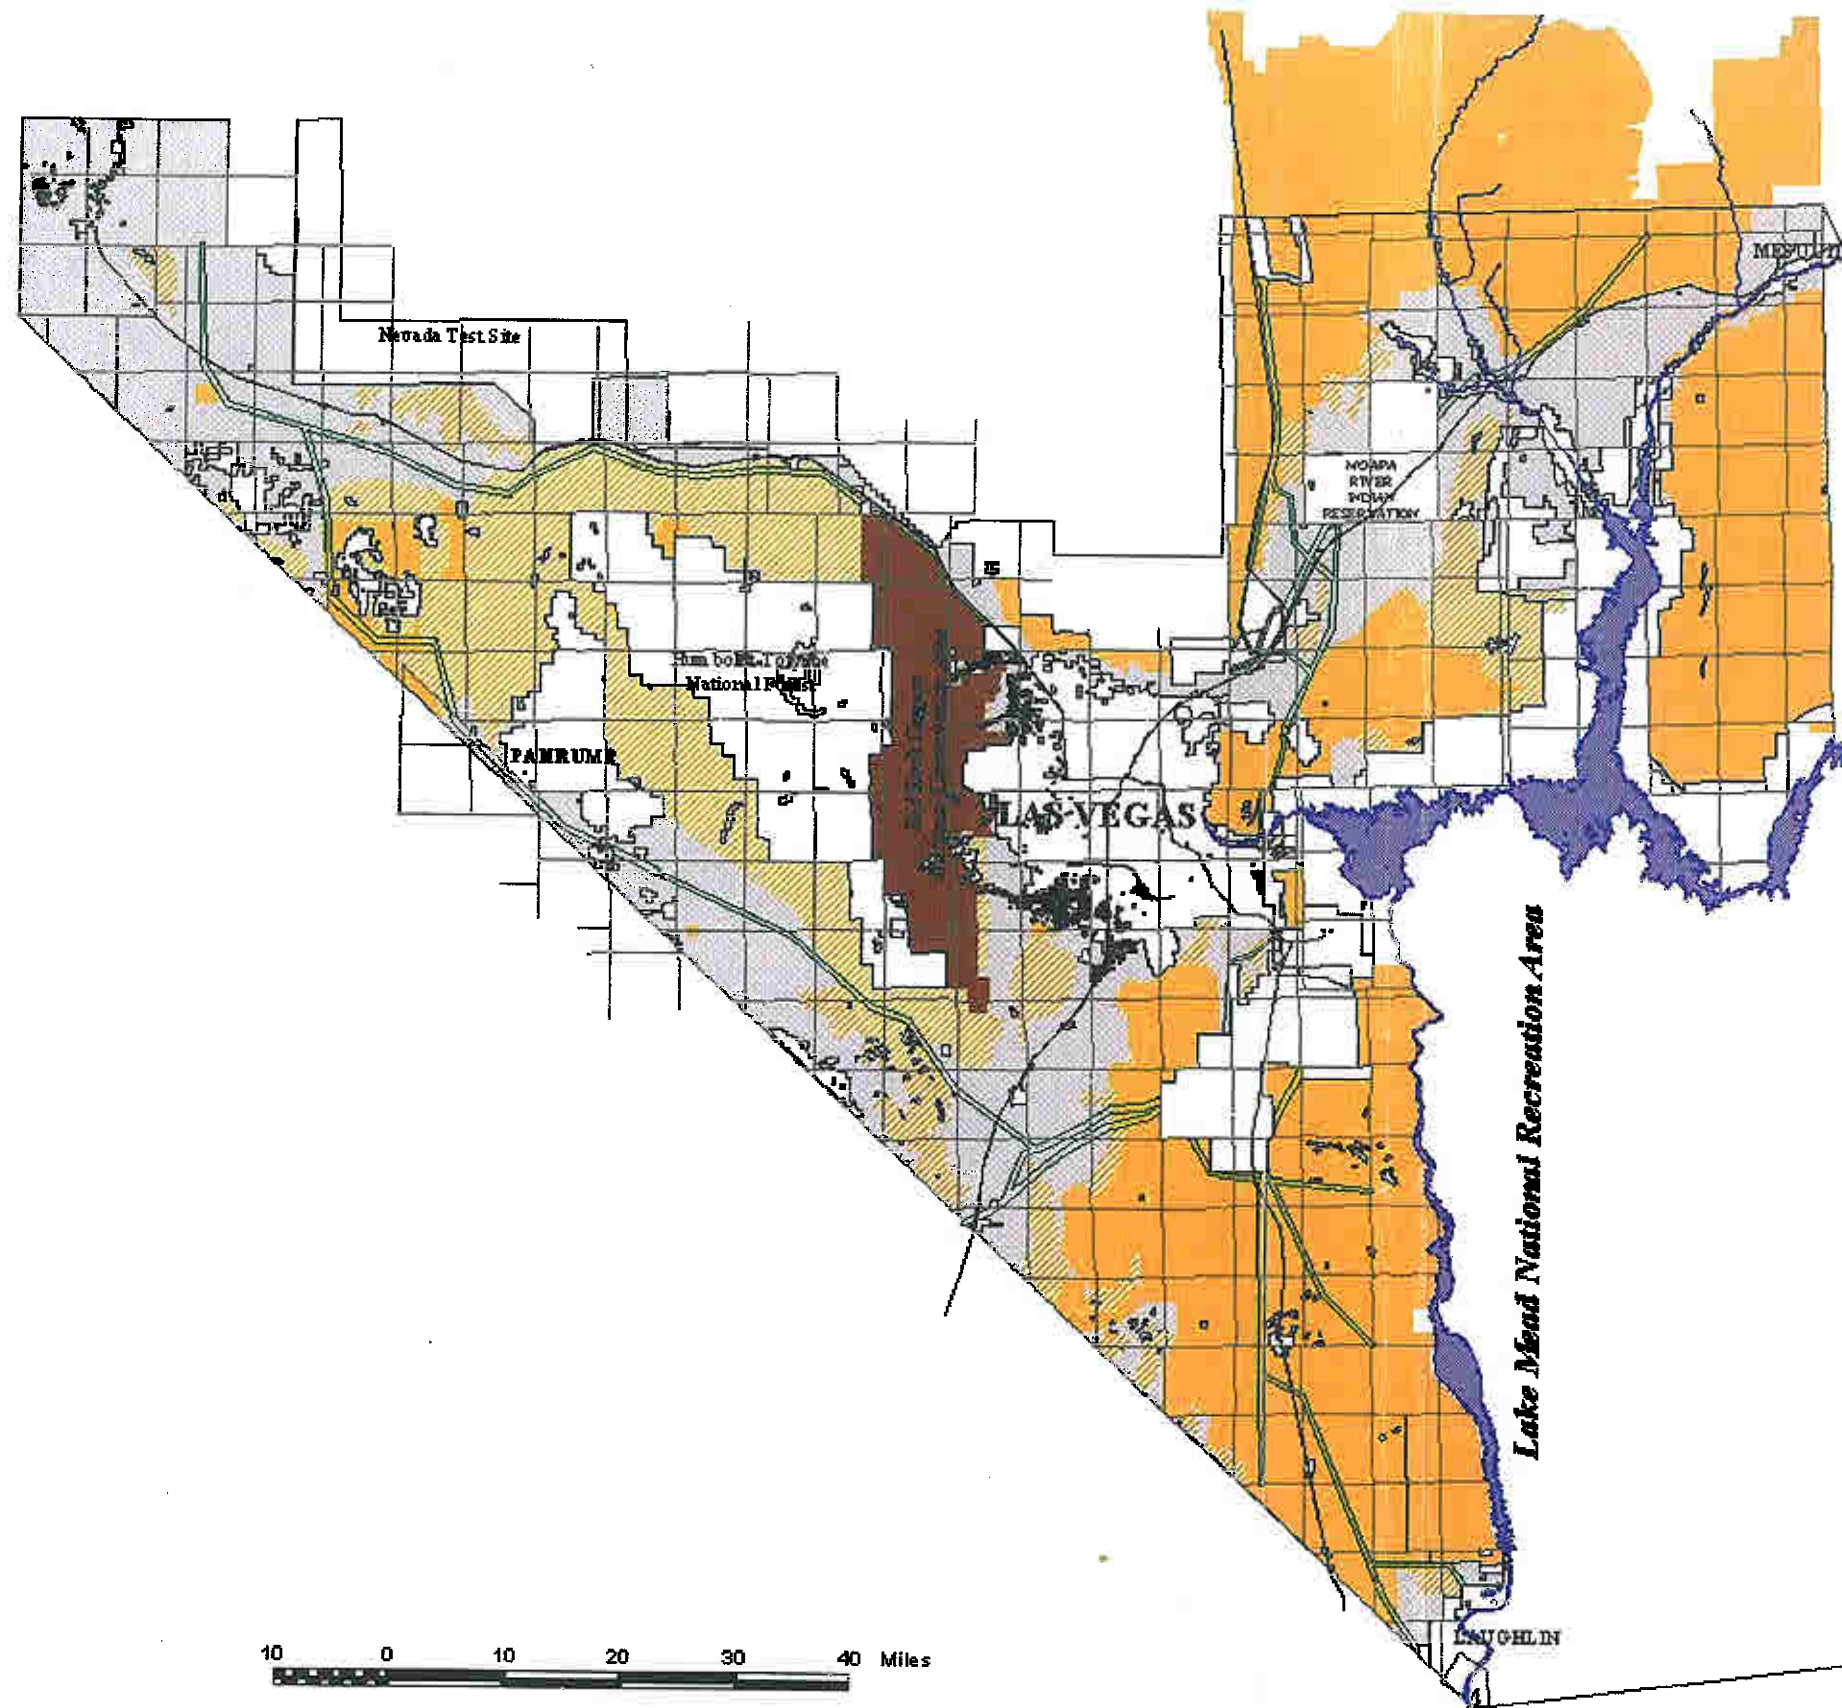 Nevada Test Site
MOAPA
RIVER
INDIAN
RESERVATION
National Forest
PAHRUMP
LAS VEGAS
Lake Mead National Recreation Area
LAUGHLIN
10 0 10 20 30 40 Miles